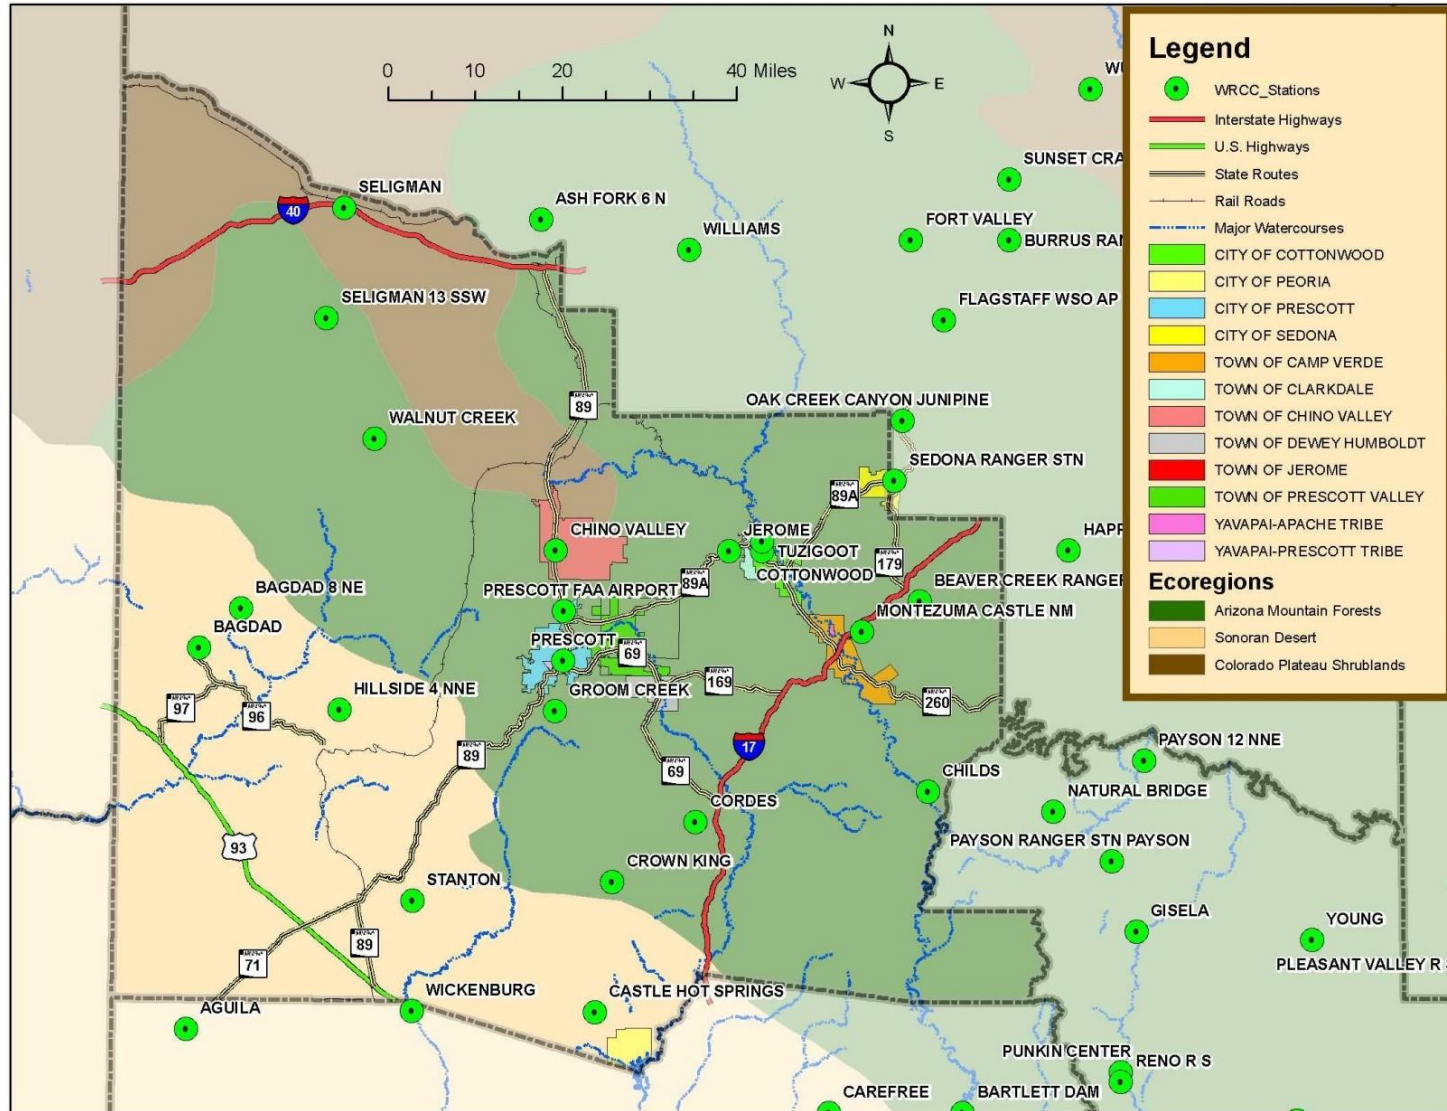 N
W E
S
0 10 20 40 Miles
WU
SUNSET CRA
SELIGMAN
40
ASH FORK 6 N
WILLIAMS
FORT VALLEY
BURRUS RAN
SELIGMAN 13 SSW
FLAGSTAFF WSO AP
89
OAK CREEK CANYON JUNIPINE
WALNUT CREEK
SEDONA RANGER STN
89A
CHINO VALLEY
JEROME
TUZIGOOT
COTTONWOOD
179
HAPP
89A
BEAVER CREEK RANGER
PRESCOTT FAA AIRPORT
MONTEZUMA CASTLE NM
BAGDAD 8 NE
BAGDAD
PRESCOTT
69
169
GROOM CREEK
HILLSIDE 4 NNE
97
96
260
89
17
69
PAYSON 12 NNE
CHILDS
NATURAL BRIDGE
CORDES
PAYSON RANGER STN PAYSON
93
CROWN KING
STANTON
GISELA
YOUNG
89
71
PLEASANT VALLEY R S
WICKENBURG
CASTLE HOT SPRINGS
AGUILA
PUNKIN CENTER
RENO R S
CAREFREE
BARTLETT DAM
Legend
WRCC_Stations
Interstate Highways
U.S. Highways
State Routes
Rail Roads
Major Watercourses
CITY OF COTTONWOOD
CITY OF PEORIA
CITY OF PRESCOTT
CITY OF SEDONA
TOWN OF CAMP VERDE
TOWN OF CLARKDALE
TOWN OF CHINO VALLEY
TOWN OF DEWEY HUMBOLDT
TOWN OF JEROME
TOWN OF PRESCOTT VALLEY
YAVAPAI-APACHE TRIBE
YAVAPAI-PRESCOTT TRIBE
Ecoregions
Arizona Mountain Forests
Sonoran Desert
Colorado Plateau Shrublands